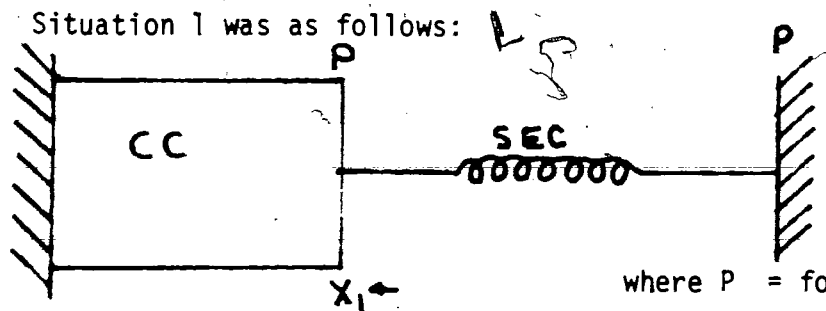 Situation 1 was as follows:
P
P
CC
SEC
X₁←
where P = fo